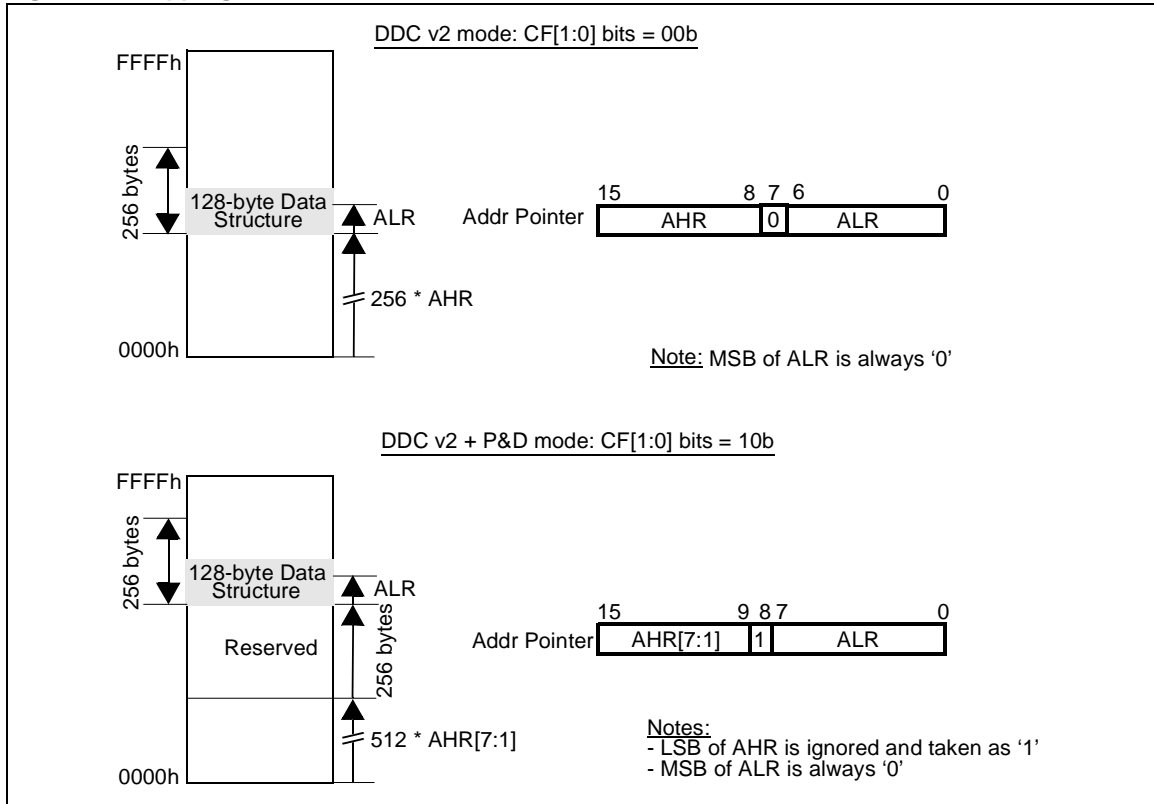 DDC v2 mode: CF[1:0] bits = 00b
FFFFh
256 bytes
128-byte Data
Structure
ALR
256 * AHR
0000h
15 8 7 6 0
Addr Pointer AHR 0 ALR
Note: MSB of ALR is always ‘0’
DDC v2 + P&D mode: CF[1:0] bits = 10b
FFFFh
256 bytes
128-byte Data
Structure
ALR
Reserved
256 bytes
512 * AHR[7:1]
0000h
15 9 8 7 0
Addr Pointer AHR[7:1] 1 ALR
Notes:
- LSB of AHR is ignored and taken as ‘1’
- MSB of ALR is always ‘0’